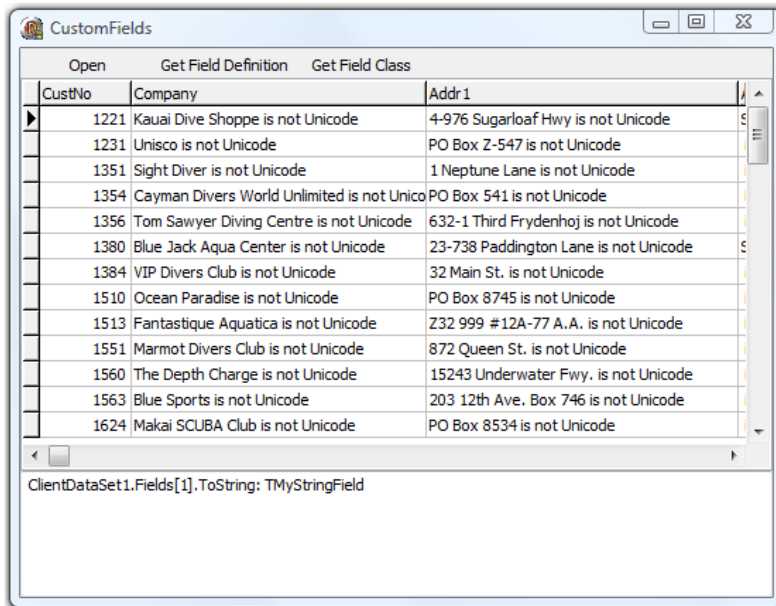 CustomFields
Open Get Field Definition Get Field Class
CustNo Company Addr1
1221 Kauai Dive Shoppe is not Unicode 4-976 Sugarloaf Hwy is not Unicode
1231 Unisco is not Unicode PO Box Z-547 is not Unicode
1351 Sight Diver is not Unicode 1 Neptune Lane is not Unicode
1354 Cayman Divers World Unlimited is not Unico PO Box 541 is not Unicode
1356 Tom Sawyer Diving Centre is not Unicode 632-1 Third Frydenhoj is not Unicode
1380 Blue Jack Aqua Center is not Unicode 23-738 Paddington Lane is not Unicode
1384 VIP Divers Club is not Unicode 32 Main St. is not Unicode
1510 Ocean Paradise is not Unicode PO Box 8745 is not Unicode
1513 Fantastique Aquatica is not Unicode Z32 999 #12A-77 A.A. is not Unicode
1551 Marmot Divers Club is not Unicode 872 Queen St. is not Unicode
1560 The Depth Charge is not Unicode 15243 Underwater Fwy. is not Unicode
1563 Blue Sports is not Unicode 203 12th Ave. Box 746 is not Unicode
1624 Makai SCUBA Club is not Unicode PO Box 8534 is not Unicode
ClientDataSet1.Fields[1].ToString: TMyStringField